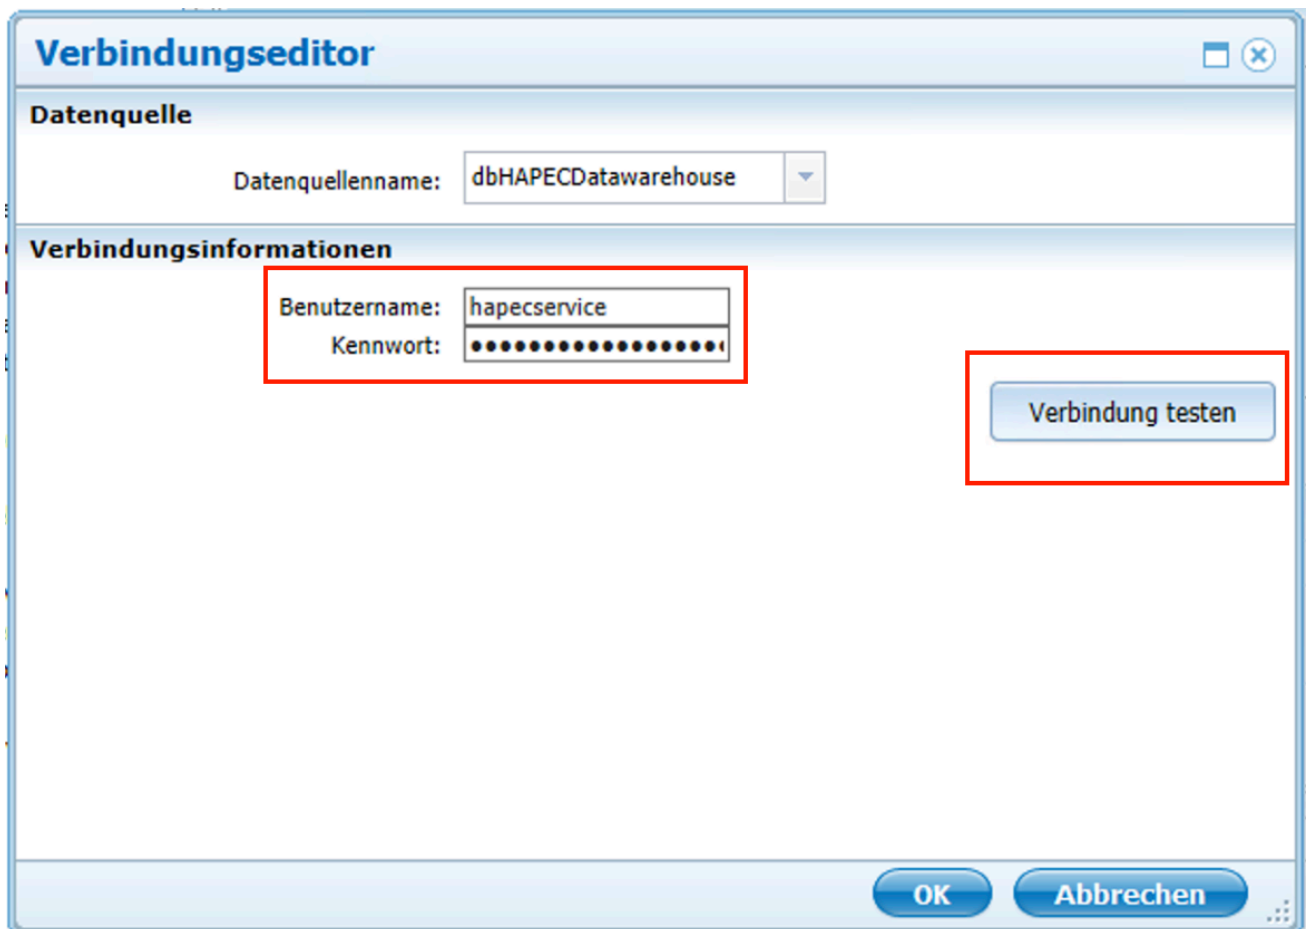 Verbindungseditor
Datenquelle
Datenquellenname: dbHAPECDatawarehouse
Verbindungsinformationen
Benutzername: hapecservice
Kennwort: ••••••••••••••••••
Verbindung testen
OK Abbrechen